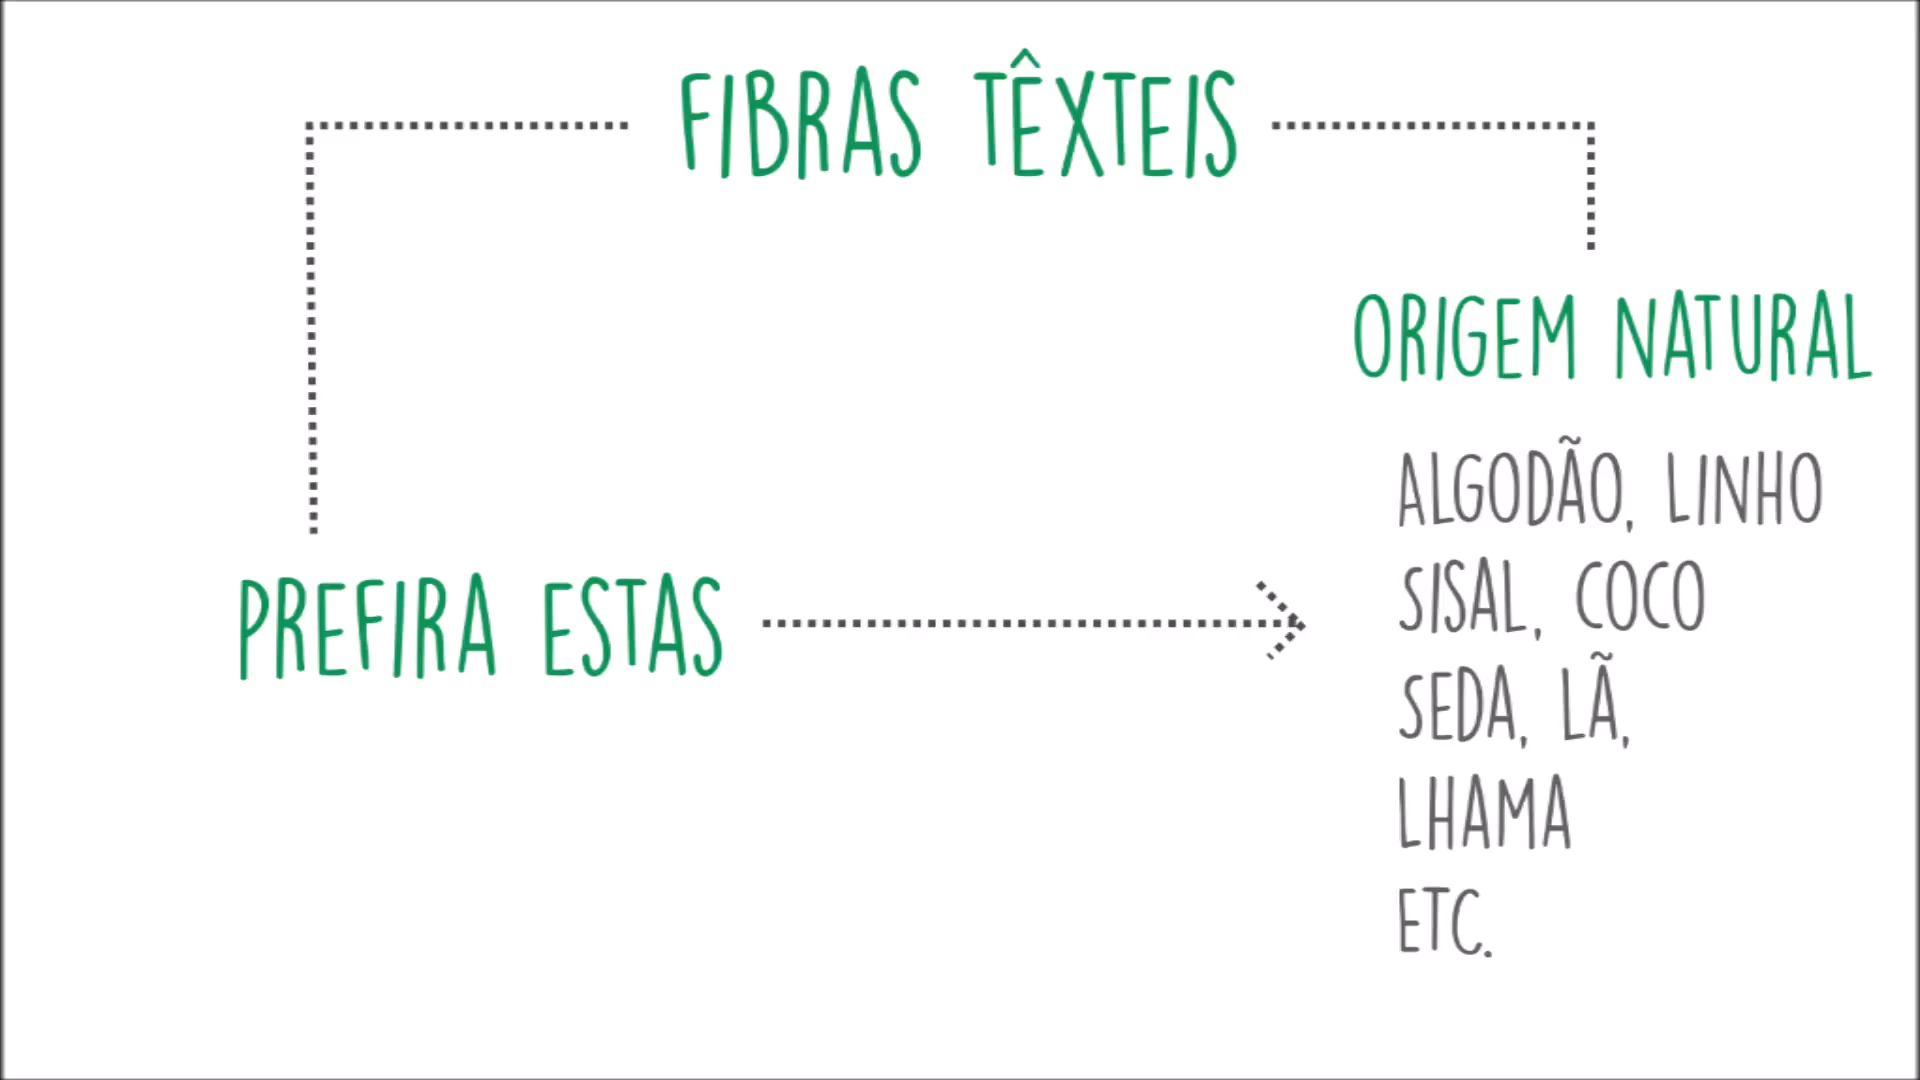 FIBRAS TÊXTEIS
ORIGEM NATURAL
ALGODÃO, LINHO
SISAL, COCO
SEDA, LÃ,
LHAMA
ETC.
PREFIRA ESTAS